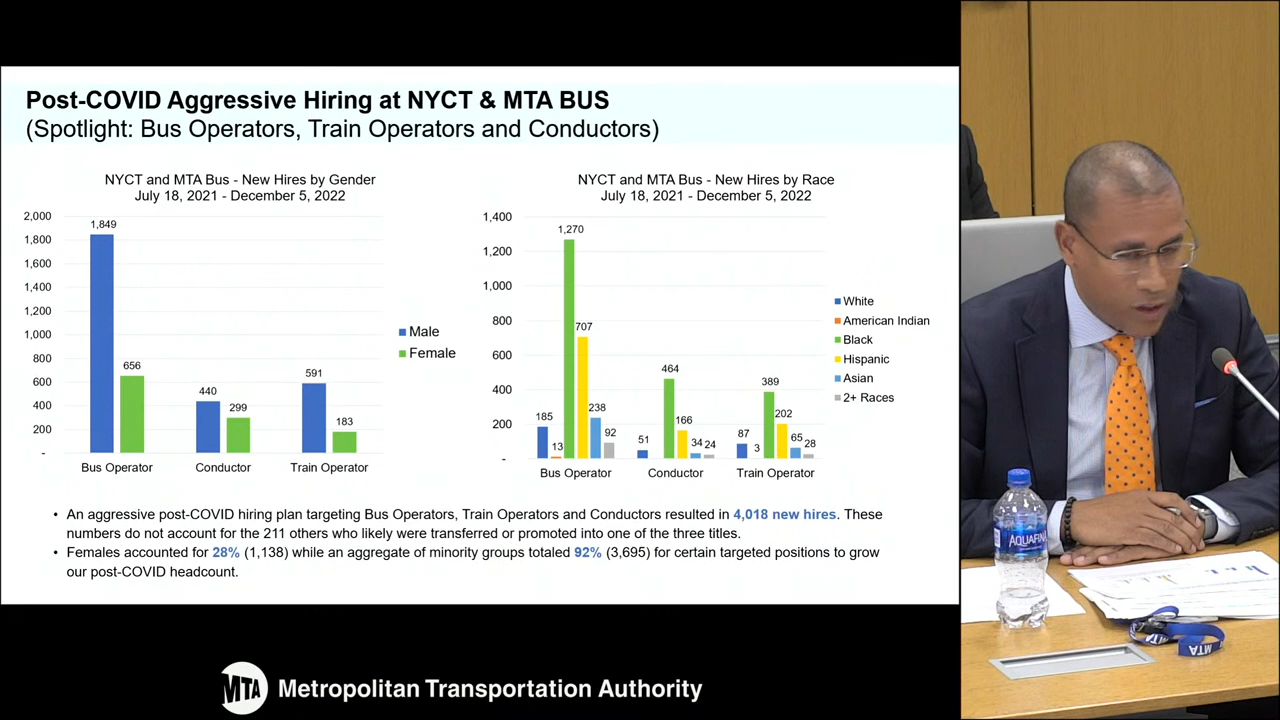 Post-COVID Aggressive Hiring at NYCT & MTA BUS
(Spotlight: Bus Operators, Train Operators and Conductors)
NYCT and MTA Bus - New Hires by Gender
July 18, 2021 - December 5, 2022
2,000
1,800
1,600
1,400
1,200
1,000
800
600
400
200
-
1,849
656
440
299
591
183
Bus Operator
Conductor
Train Operator
Male
Female
NYCT and MTA Bus - New Hires by Race
July 18, 2021 - December 5, 2022
1,400
1,200
1,000
800
600
400
200
-
185
13
1,270
707
238
92
51
464
166
34
24
87
3
389
202
65
28
Bus Operator
Conductor
Train Operator
White
American Indian
Black
Hispanic
Asian
2+ Races
• An aggressive post-COVID hiring plan targeting Bus Operators, Train Operators and Conductors resulted in 4,018 new hires. These
numbers do not account for the 211 others who likely were transferred or promoted into one of the three titles.
• Females accounted for 28% (1,138) while an aggregate of minority groups totaled 92% (3,695) for certain targeted positions to grow
our post-COVID headcount.
MTA
Metropolitan Transportation Authority
AQUAFINA
MTA
MTA